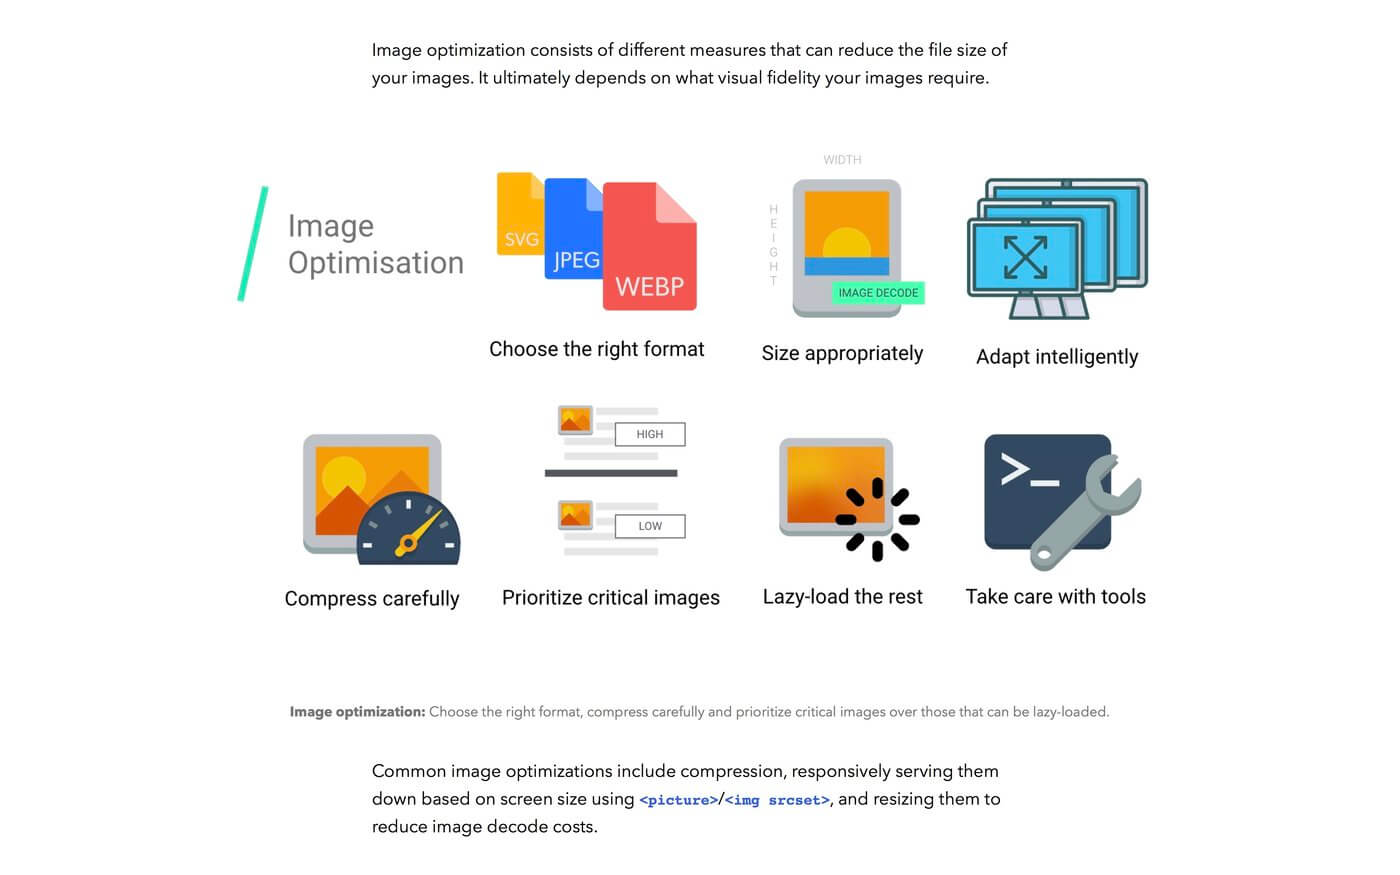 Image optimization consists of different measures that can reduce the file size of
your images. It ultimately depends on what visual fidelity your images require.
Image
Optimisation
SVG
JPEG
WEBP
Choose the right format
WIDTH
HEIGHT
IMAGE DECODE
Size appropriately
Adapt intelligently
Compress carefully
HIGH
LOW
Prioritize critical images
Lazy-load the rest
>_
Take care with tools
Image optimization: Choose the right format, compress carefully and prioritize critical images over those that can be lazy-loaded.
Common image optimizations include compression, responsively serving them
down based on screen size using <picture>/<img srcset>, and resizing them to
reduce image decode costs.